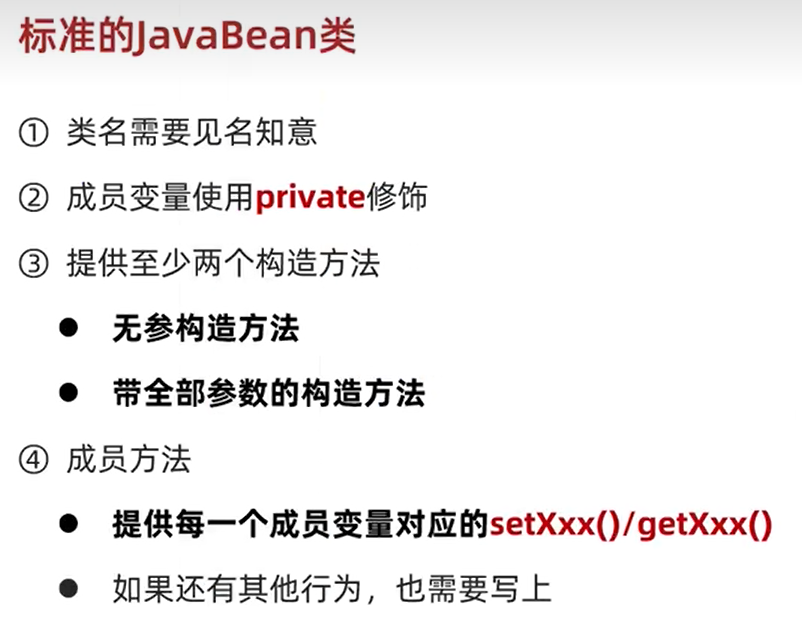 标准的JavaBean类
① 类名需要见名知意
② 成员变量使用private修饰
③ 提供至少两个构造方法
● 无参构造方法
● 带全部参数的构造方法
④ 成员方法
● 提供每一个成员变量对应的setXxx()/getXxx()
● 如果还有其他行为，也需要写上